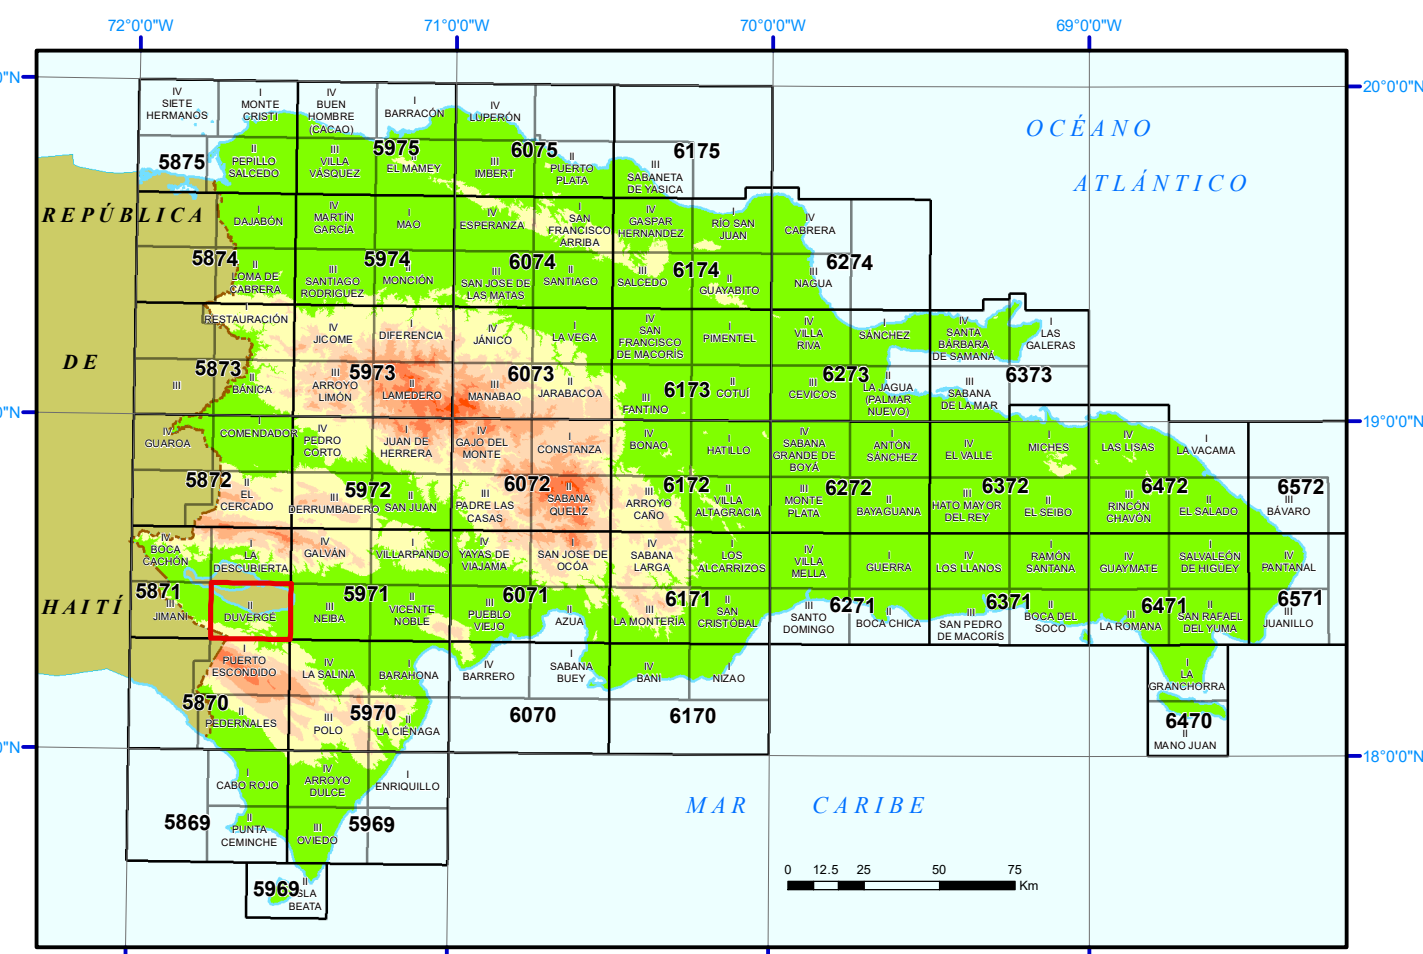 72°0'0"W
71°0'0"W
70°0'0"W
69°0'0"W
0"N
20°0'0"N
OCÉANO
ATLÁNTICO
IV
SIETE
HERMANOS
I
MONTE
CRISTI
IV
BUEN
HOMBRE
(CACAO)
I
BARRACÓN
IV
LUPERÓN
5875
II
PEPILLO
SALCEDO
III
VILLA
VÁSQUEZ
5975
II
EL MAMEY
III
IMBERT
6075
II
PUERTO
PLATA
III
SABANETA
DE YASICA
6175
REPÚBLICA
I
DAJABÓN
IV
MARTÍN
GARCÍA
I
MAO
IV
ESPERANZA
I
SAN
FRANCISCO
ARRIBA
IV
GASPAR
HERNANDEZ
I
RÍO SAN
JUAN
IV
CABRERA
5874
II
LOMA DE
CABRERA
III
SANTIAGO
RODRIGUEZ
5974
II
MONCIÓN
III
SAN JOSE DE
LAS MATAS
6074
II
SANTIAGO
III
SALCEDO
6174
II
GUAYABITO
III
NAGUA
6274
I
RESTAURACIÓN
IV
JICOME
I
DIFERENCIA
IV
JÁNICO
I
LA VEGA
IV
SAN
FRANCISCO
DE MACORÍS
I
PIMENTEL
IV
VILLA
RIVA
I
SÁNCHEZ
IV
SANTA
BÁRBARA
DE SAMANÁ
I
LAS
GALERAS
DE
III
5873
II
BÁNICA
III
ARROYO
LIMÓN
5973
II
LAMEDERO
III
MANABAO
6073
II
JARABACOA
III
FANTINO
6173
II
COTUÍ
III
CEVICOS
6273
II
LA JAGUA
(PALMAR
NUEVO)
III
SABANA
DE LA MAR
6373
0"N
19°0'0"N
IV
GUAROA
I
COMENDADOR
IV
PEDRO
CORTO
I
JUAN DE
HERRERA
IV
GAJO DEL
MONTE
I
CONSTANZA
IV
BONAO
I
HATILLO
IV
SABANA
GRANDE DE
BOYÁ
I
ANTÓN
SÁNCHEZ
IV
EL VALLE
I
MICHES
IV
LAS LISAS
I
LA VACAMA
5872
II
EL
CERCADO
III
DERRUMBADERO
5972
II
SAN JUAN
III
PADRE LAS
CASAS
6072
II
SABANA
QUELIZ
III
ARROYO
CAÑO
6172
II
VILLA
ALTAGRACIA
III
MONTE
PLATA
6272
II
BAYAGUANA
III
HATO MAYOR
DEL REY
6372
II
EL SEIBO
III
RINCÓN
CHAVÓN
6472
II
EL SALADO
6572
III
BÁVARO
IV
BOCA
CACHÓN
I
LA
DESCUBIERTA
IV
GALVÁN
I
VILLARPANDO
IV
YAYAS DE
VIAJAMA
I
SAN JOSE DE
OCÓA
IV
SABANA
LARGA
I
LOS
ALCARRIZOS
IV
VILLA
MELLA
I
GUERRA
IV
LOS LLANOS
I
RAMÓN
SANTANA
IV
GUAYMATE
I
SALVALEÓN
DE HIGÜEY
IV
PANTANAL
HAITÍ
5871
III
JIMANÍ
II
DUVERGÉ
III
NEIBA
5971
II
VICENTE
NOBLE
III
PUEBLO
VIEJO
6071
II
AZUA
III
LA MONTERÍA
6171
II
SAN
CRISTÓBAL
III
SANTO
DOMINGO
6271
II
BOCA CHICA
III
SAN PEDRO
DE MACORÍS
6371
II
BOCA DEL
SOCO
III
LA ROMANA
6471
II
SAN RAFAEL
DEL YUMA
6571
III
JUANILLO
I
PUERTO
ESCONDIDO
IV
LA SALINA
I
BARAHONA
IV
BARRERO
I
SABANA
BUEY
IV
BANI
I
NIZAO
I
LA
GRANCHORRA
5870
II
PEDERNALES
III
POLO
5970
II
LA CIÉNAGA
6070
6170
6470
II
MANO JUAN
0"N
18°0'0"N
I
CABO ROJO
IV
ARROYO
DULCE
I
ENRIQUILLO
MAR CARIBE
5869
II
PUNTA
CEMINCHE
III
OVIEDO
5969
5969
II
ISLA
BEATA
0 12.5 25 50 75
Km